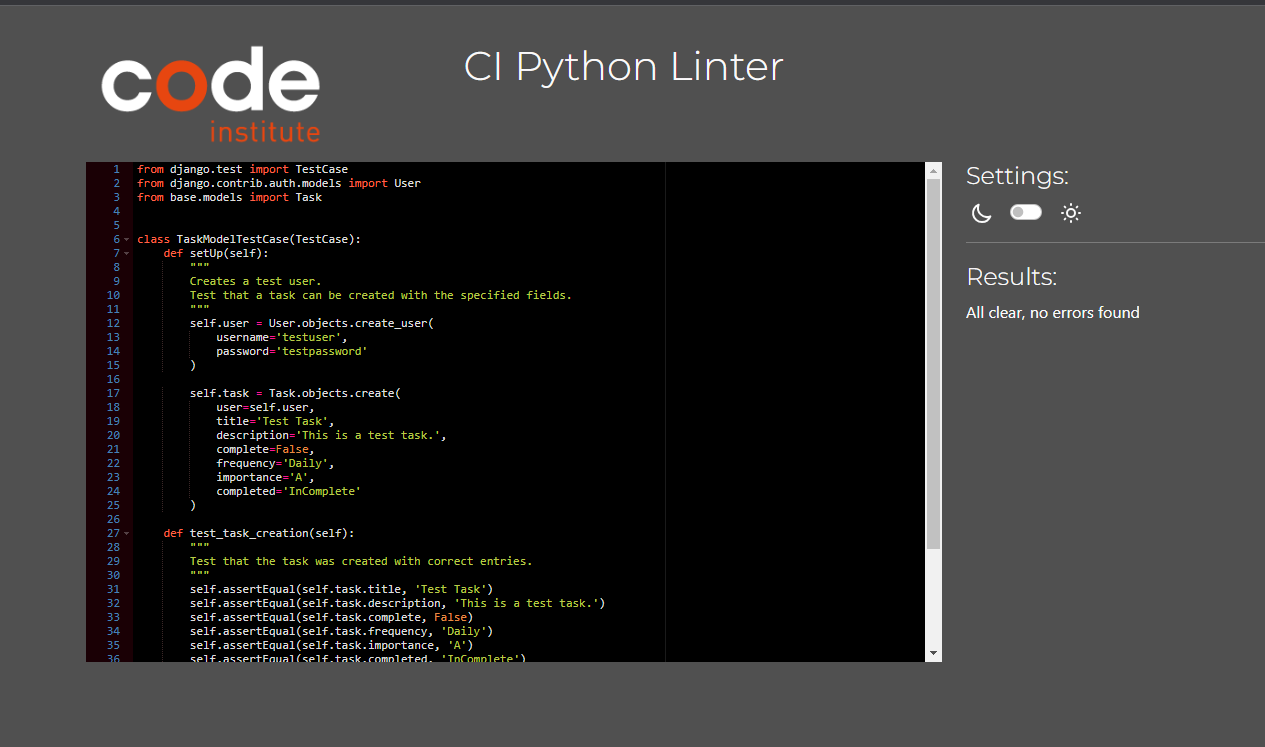 code
institute
CI Python Linter
1 from django.test import TestCase
2 from django.contrib.auth.models import User
3 from base.models import Task
4
5
6 class TaskModelTestCase(TestCase):
7     def setUp(self):
8         """
9         Creates a test user.
10         Test that a task can be created with the specified fields.
11         """
12         self.user = User.objects.create_user(
13             username='testuser',
14             password='testpassword'
15         )
16
17         self.task = Task.objects.create(
18             user=self.user,
19             title='Test Task',
20             description='This is a test task.',
21             complete=False,
22             frequency='Daily',
23             importance='A',
24             completed='InComplete'
25         )
26
27     def test_task_creation(self):
28         """
29         Test that the task was created with correct entries.
30         """
31         self.assertEqual(self.task.title, 'Test Task')
32         self.assertEqual(self.task.description, 'This is a test task.')
33         self.assertEqual(self.task.complete, False)
34         self.assertEqual(self.task.frequency, 'Daily')
35         self.assertEqual(self.task.importance, 'A')
36         self.assertEqual(self.task.completed, 'InComplete')
Settings:
Results:
All clear, no errors found